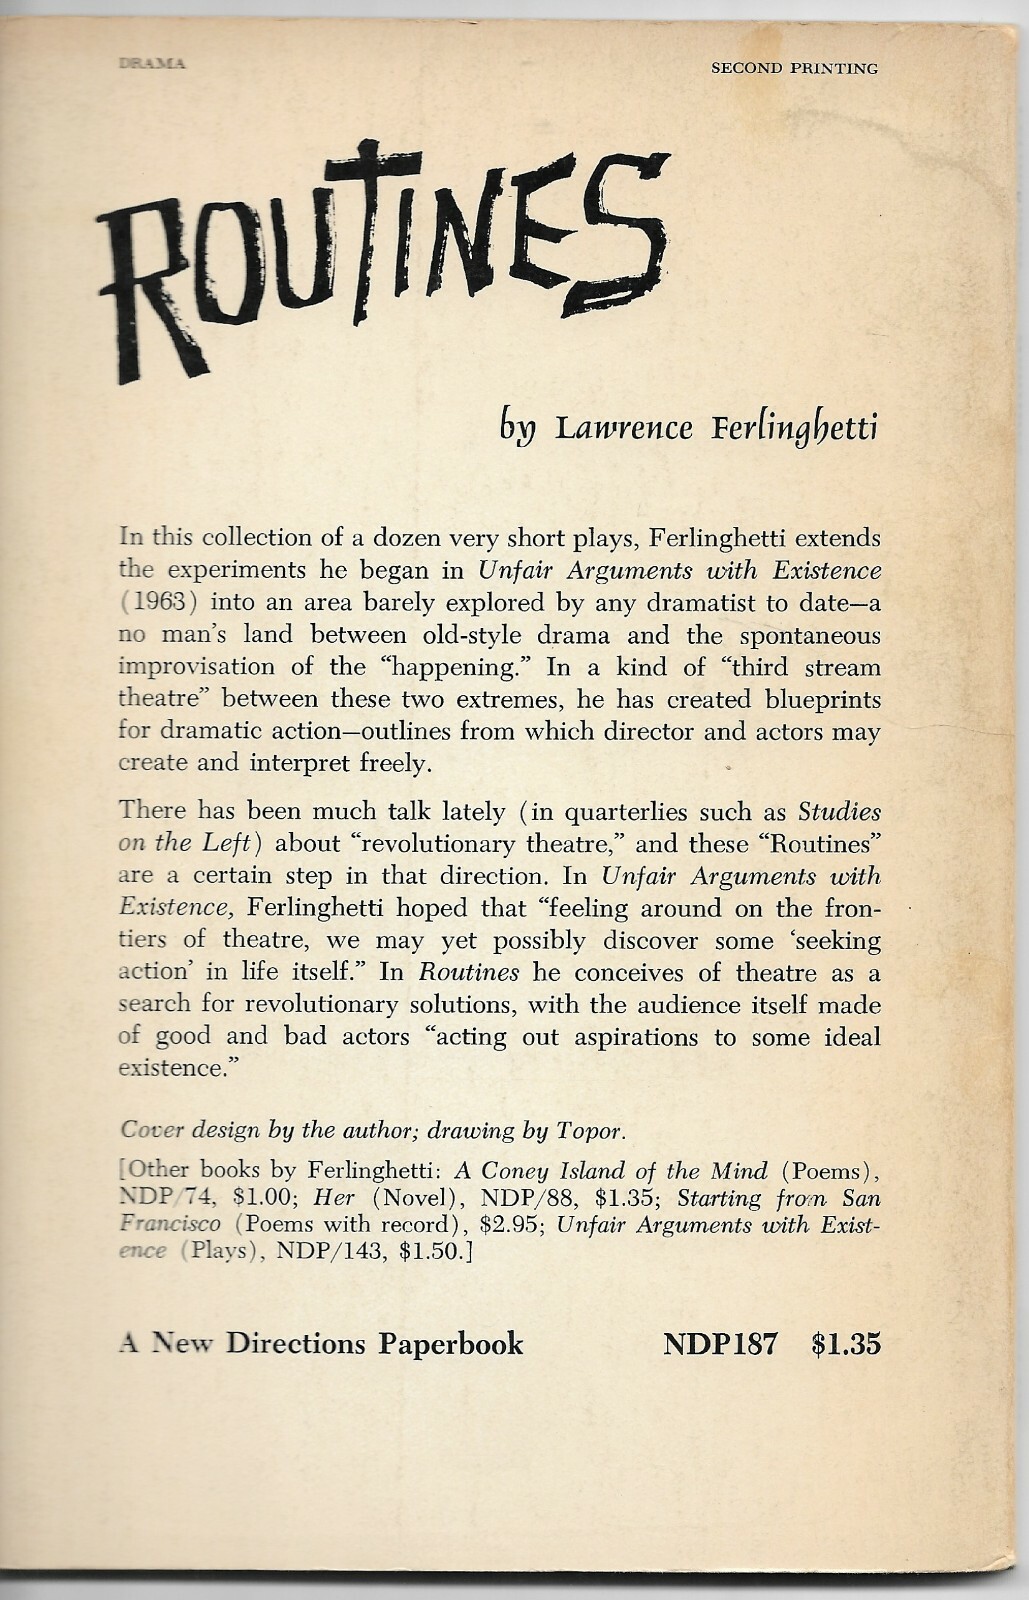 DRAMA
SECOND PRINTING
ROUTINES
by Lawrence Ferlinghetti
In this collection of a dozen very short plays, Ferlinghetti extends
the experiments he began in Unfair Arguments with Existence
(1963) into an area barely explored by any dramatist to date—a
no man's land between old-style drama and the spontaneous
improvisation of the “happening.” In a kind of “third stream
theatre” between these two extremes, he has created blueprints
for dramatic action—outlines from which director and actors may
create and interpret freely.
There has been much talk lately (in quarterlies such as Studies
on the Left) about “revolutionary theatre,” and these “Routines”
are a certain step in that direction. In Unfair Arguments with
Existence, Ferlinghetti hoped that “feeling around on the fron-
tiers of theatre, we may yet possibly discover some ‘seeking
action’ in life itself.” In Routines he conceives of theatre as a
search for revolutionary solutions, with the audience itself made
of good and bad actors “acting out aspirations to some ideal
existence.”
Cover design by the author; drawing by Topor.
[Other books by Ferlinghetti: A Coney Island of the Mind (Poems),
NDP/74, $1.00; Her (Novel), NDP/88, $1.35; Starting from San
Francisco (Poems with record), $2.95; Unfair Arguments with Exist-
ence (Plays), NDP/143, $1.50.]
A New Directions Paperbook NDP187 $1.35